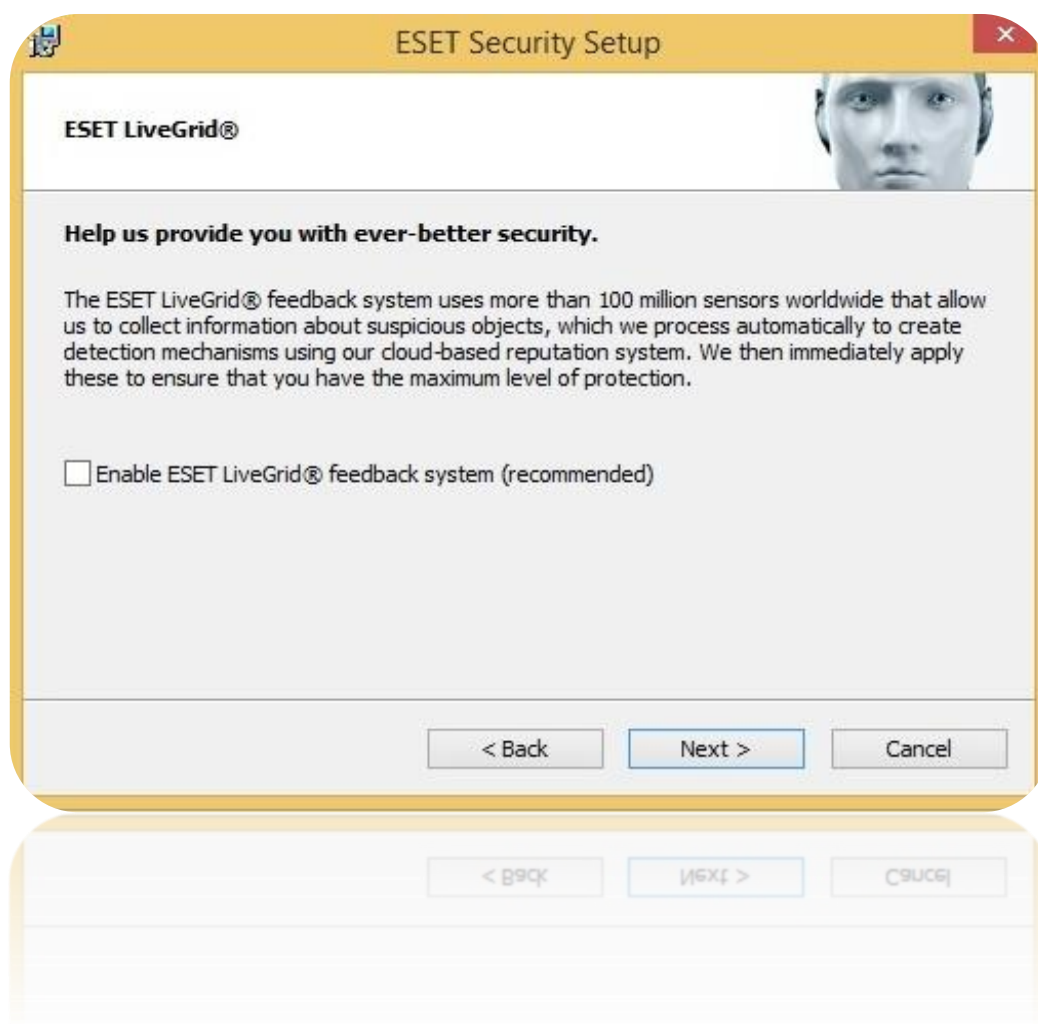 ESET Security Setup
ESET LiveGrid®
Help us provide you with ever-better security.
The ESET LiveGrid® feedback system uses more than 100 million sensors worldwide that allow
us to collect information about suspicious objects, which we process automatically to create
detection mechanisms using our cloud-based reputation system. We then immediately apply
these to ensure that you have the maximum level of protection.
Enable ESET LiveGrid® feedback system (recommended)
< Back Next > Cancel
< Back Next > Cancel